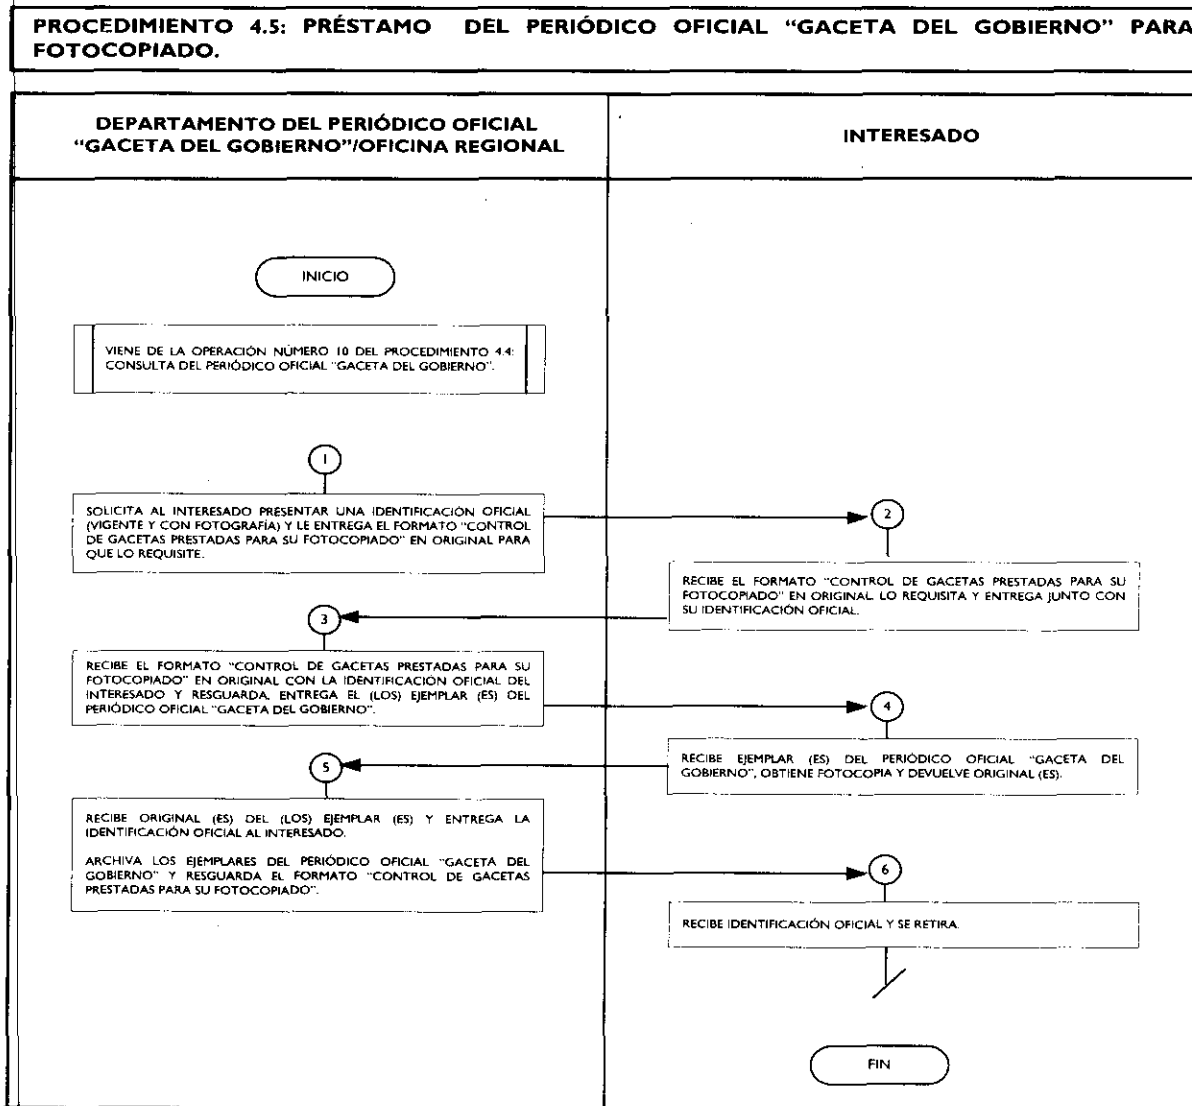 PROCEDIMIENTO 4.5: PRÉSTAMO DEL PERIÓDICO OFICIAL “GACETA DEL GOBIERNO” PARA
FOTOCOPIADO.
DEPARTAMENTO DEL PERIÓDICO OFICIAL
“GACETA DEL GOBIERNO”/OFICINA REGIONAL
INTERESADO
INICIO
VIENE DE LA OPERACIÓN NÚMERO 10 DEL PROCEDIMIENTO 4.4:
CONSULTA DEL PERIÓDICO OFICIAL “GACETA DEL GOBIERNO”.
1
SOLICITA AL INTERESADO PRESENTAR UNA IDENTIFICACIÓN OFICIAL
(VIGENTE Y CON FOTOGRAFÍA) Y LE ENTREGA EL FORMATO “CONTROL
DE GACETAS PRESTADAS PARA SU FOTOCOPIADO” EN ORIGINAL PARA
QUE LO REQUISITE.
2
RECIBE EL FORMATO “CONTROL DE GACETAS PRESTADAS PARA SU
FOTOCOPIADO” EN ORIGINAL LO REQUISITA Y ENTREGA JUNTO CON
SU IDENTIFICACIÓN OFICIAL.
3
RECIBE EL FORMATO “CONTROL DE GACETAS PRESTADAS PARA SU
FOTOCOPIADO” EN ORIGINAL CON LA IDENTIFICACIÓN OFICIAL DEL
INTERESADO Y RESGUARDA. ENTREGA EL (LOS) EJEMPLAR (ES) DEL
PERIÓDICO OFICIAL “GACETA DEL GOBIERNO”.
4
RECIBE EJEMPLAR (ES) DEL PERIÓDICO OFICIAL “GACETA DEL
GOBIERNO”, OBTIENE FOTOCOPIA Y DEVUELVE ORIGINAL (ES).
5
RECIBE ORIGINAL (ES) DEL (LOS) EJEMPLAR (ES) Y ENTREGA LA
IDENTIFICACIÓN OFICIAL AL INTERESADO.
ARCHIVA LOS EJEMPLARES DEL PERIÓDICO OFICIAL “GACETA DEL
GOBIERNO” Y RESGUARDA EL FORMATO “CONTROL DE GACETAS
PRESTADAS PARA SU FOTOCOPIADO”.
6
RECIBE IDENTIFICACIÓN OFICIAL Y SE RETIRA.
FIN